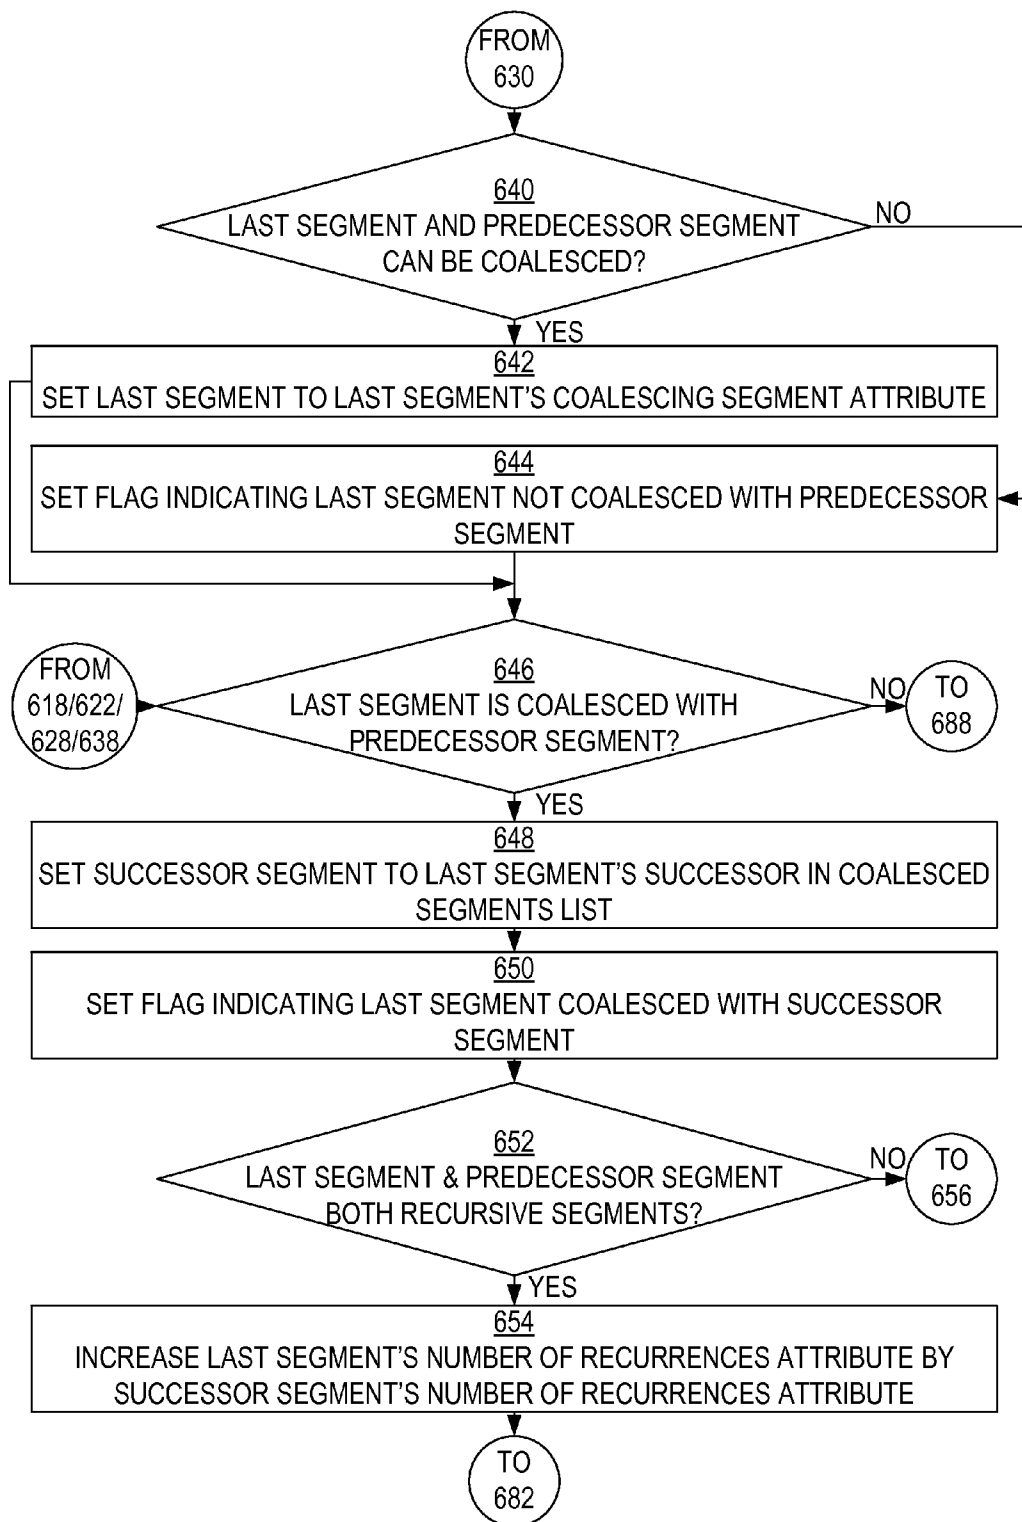 FROM
630
640
LAST SEGMENT AND PREDECESSOR SEGMENT
CAN BE COALESCED?
NO
YES
642
SET LAST SEGMENT TO LAST SEGMENT'S COALESCING SEGMENT ATTRIBUTE
644
SET FLAG INDICATING LAST SEGMENT NOT COALESCED WITH PREDECESSOR
SEGMENT
FROM
618/622/
628/638
646
LAST SEGMENT IS COALESCED WITH
PREDECESSOR SEGMENT?
NO
TO
688
YES
648
SET SUCCESSOR SEGMENT TO LAST SEGMENT'S SUCCESSOR IN COALESCED
SEGMENTS LIST
650
SET FLAG INDICATING LAST SEGMENT COALESCED WITH SUCCESSOR
SEGMENT
652
LAST SEGMENT & PREDECESSOR SEGMENT
BOTH RECURSIVE SEGMENTS?
NO
TO
656
YES
654
INCREASE LAST SEGMENT'S NUMBER OF RECURRENCES ATTRIBUTE BY
SUCCESSOR SEGMENT'S NUMBER OF RECURRENCES ATTRIBUTE
TO
682